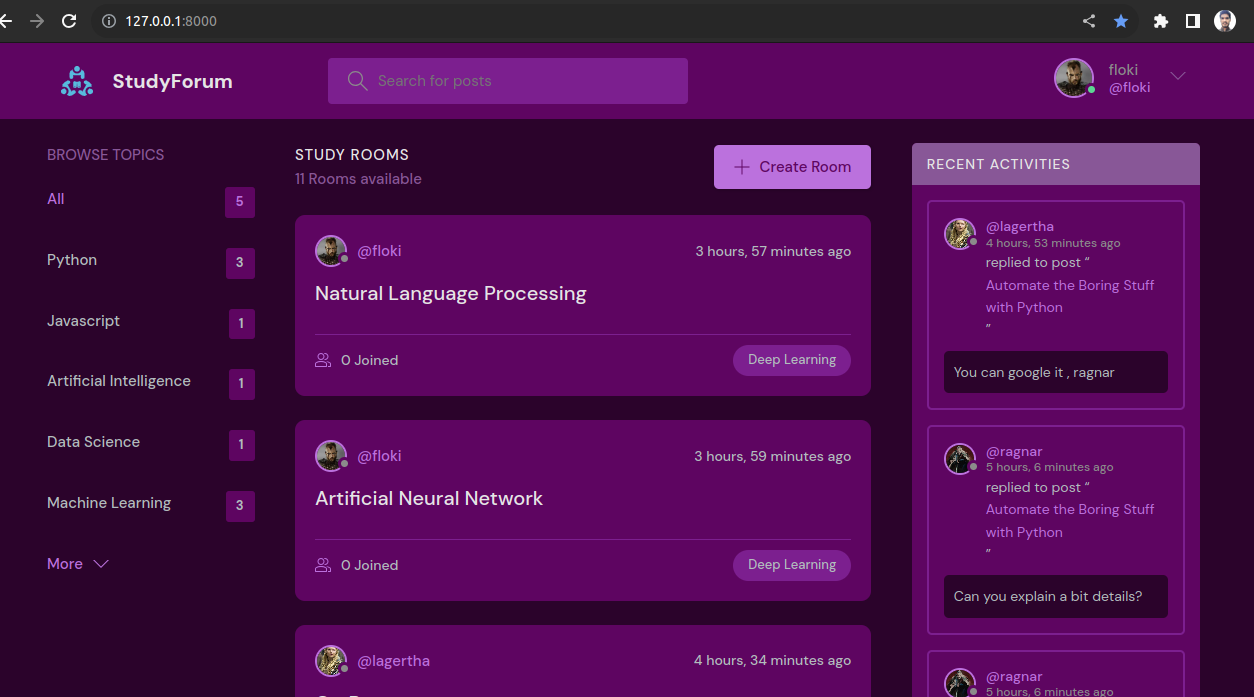 127.0.0.1:8000
StudyForum
Search for posts
floki
@floki
BROWSE TOPICS
All
5
Python
3
Javascript
1
Artificial Intelligence
1
Data Science
1
Machine Learning
3
More
STUDY ROOMS
11 Rooms available
Create Room
@floki
3 hours, 57 minutes ago
Natural Language Processing
0 Joined
Deep Learning
@floki
3 hours, 59 minutes ago
Artificial Neural Network
0 Joined
Deep Learning
@lagertha
4 hours, 34 minutes ago
RECENT ACTIVITIES
@lagertha
4 hours, 53 minutes ago
replied to post “
Automate the Boring Stuff
with Python
”
You can google it , ragnar
@ragnar
5 hours, 6 minutes ago
replied to post “
Automate the Boring Stuff
with Python
”
Can you explain a bit details?
@ragnar
5 hours, 6 minutes ago